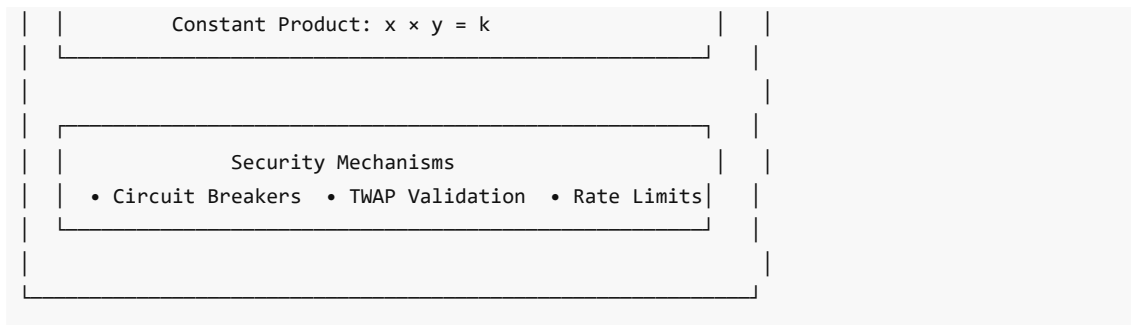 Constant Product: x × y = k
Security Mechanisms
• Circuit Breakers • TWAP Validation • Rate Limits